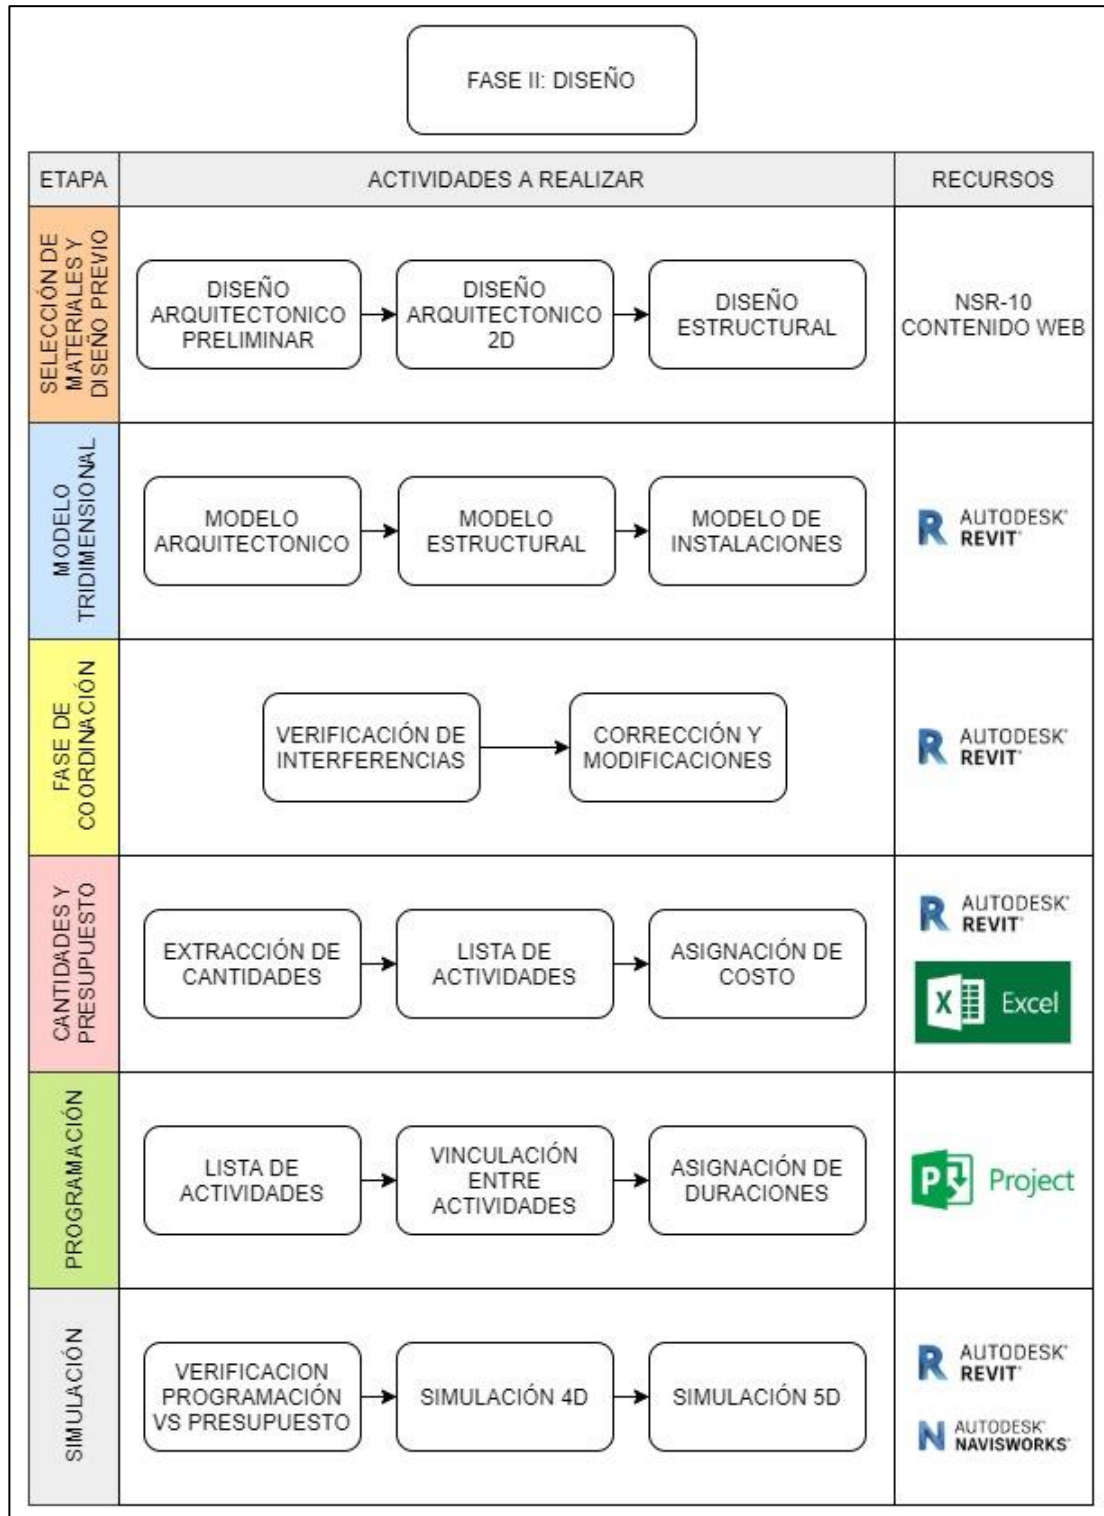 FASE II: DISEÑO
ETAPA
ACTIVIDADES A REALIZAR
RECURSOS
SELECCIÓN DE
MATERIALES Y
DISEÑO PREVIO
DISEÑO
ARQUITECTONICO
PRELIMINAR
DISEÑO
ARQUITECTONICO
2D
DISEÑO
ESTRUCTURAL
NSR-10
CONTENIDO WEB
MODELO
TRIDIMENSIONAL
MODELO
ARQUITECTONICO
MODELO
ESTRUCTURAL
MODELO DE
INSTALACIONES
R AUTODESK®
REVIT®
FASE DE
COORDINACIÓN
VERIFICACIÓN DE
INTERFERENCIAS
CORRECCIÓN Y
MODIFICACIONES
R AUTODESK®
REVIT®
CANTIDADES Y
PRESUPUESTO
EXTRACCIÓN DE
CANTIDADES
LISTA DE
ACTIVIDADES
ASIGNACIÓN DE
COSTO
R AUTODESK®
REVIT®
X Excel
PROGRAMACIÓN
LISTA DE
ACTIVIDADES
VINCULACIÓN
ENTRE
ACTIVIDADES
ASIGNACIÓN DE
DURACIONES
P Project
SIMULACIÓN
VERIFICACION
PROGRAMACIÓN
VS PRESUPUESTO
SIMULACIÓN 4D
SIMULACIÓN 5D
R AUTODESK®
REVIT®
N AUTODESK®
NAVISWORKS®